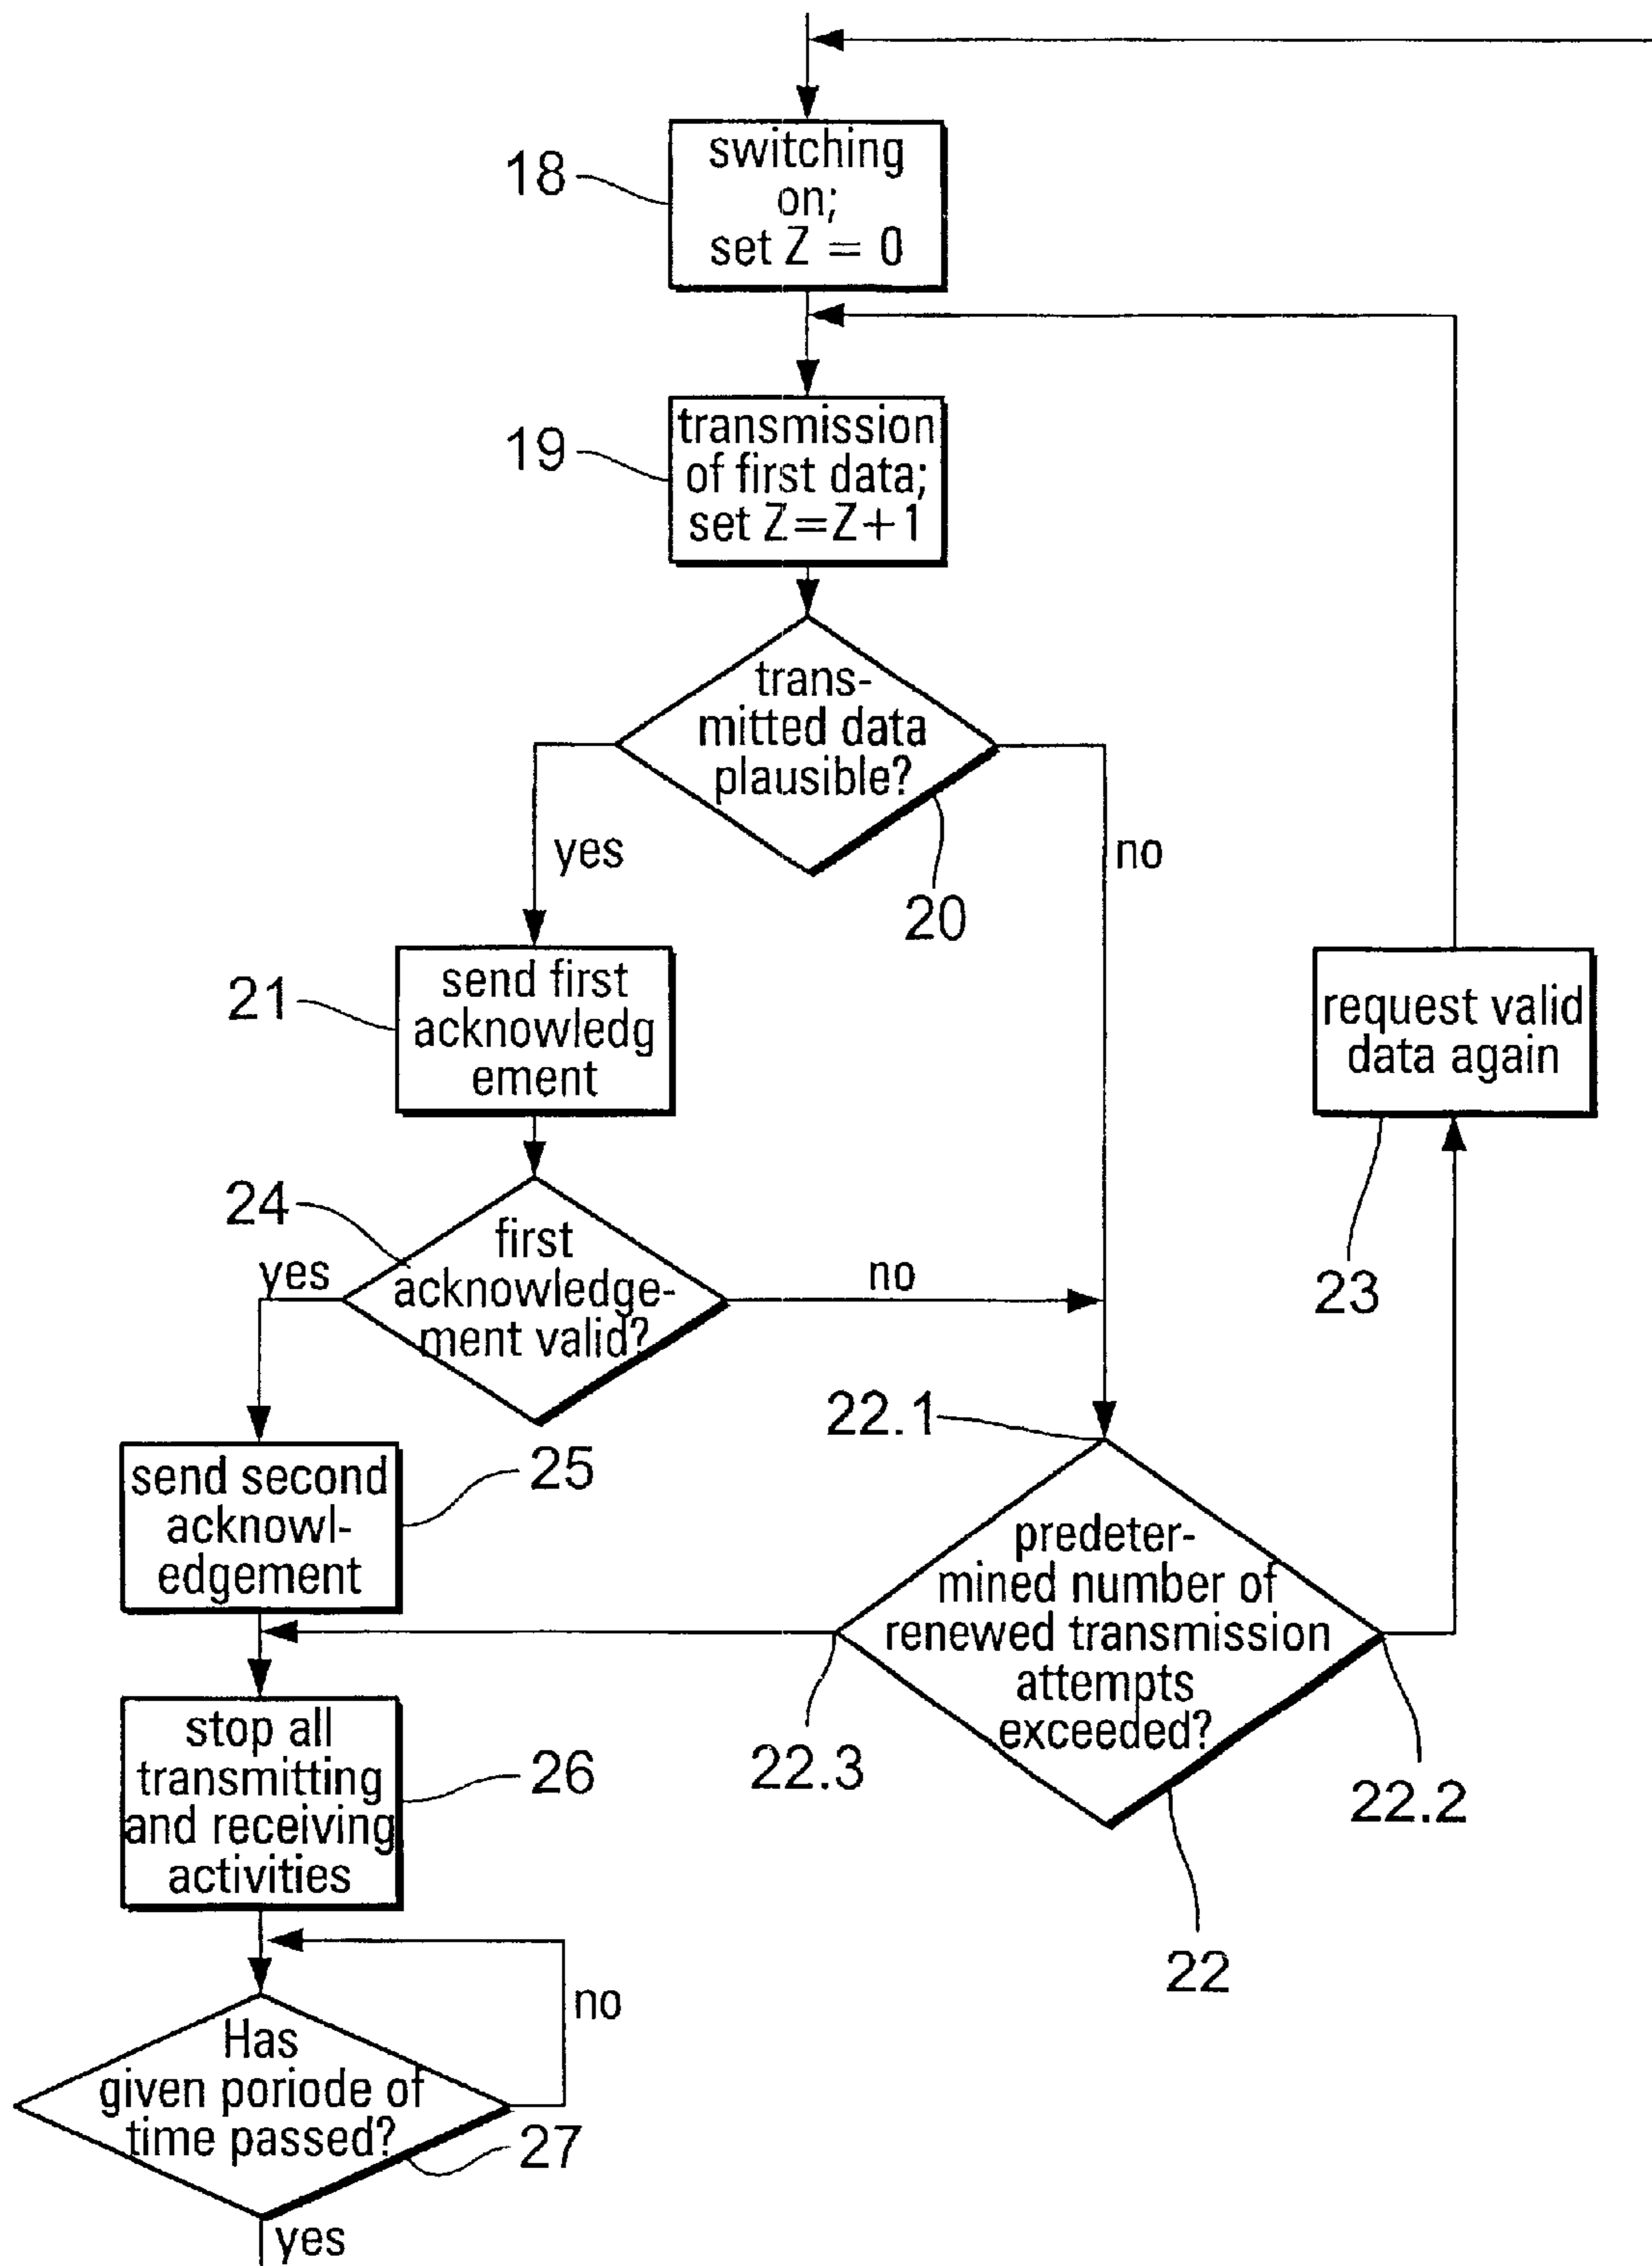 18
switching
on;
set Z = 0
19
transmission
of first data;
set Z=Z+1
trans-
mitted data
plausible?
20
yes
no
21
send first
acknowledg
ement
request valid
data again
23
24
first
acknowledge-
ment valid?
yes
no
22.1
send second
acknowl-
edgement
25
predeter-
mined number of
renewed transmission
attempts
exceeded?
22.3
22.2
22
stop all
transmitting
and receiving
activities
26
no
Has
given poriode of
time passed?
27
yes